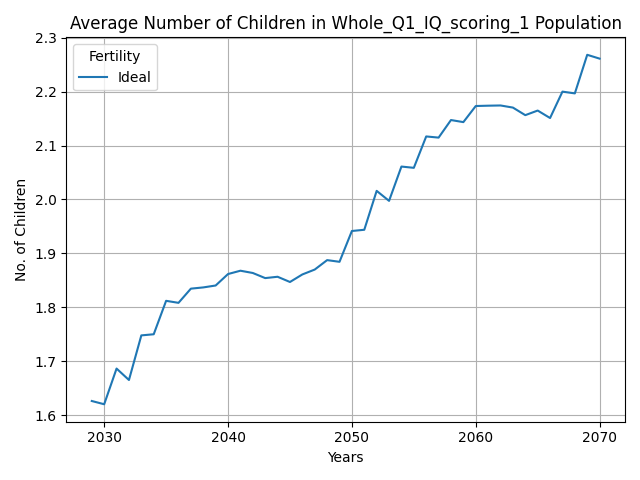 Average Number of Children in Whole_Q1_IQ_scoring_1 Population
Fertility
Ideal
2.3
2.2
2.1
2.0
1.9
1.8
1.7
1.6
No. of Children
2030 2040 2050 2060 2070
Years